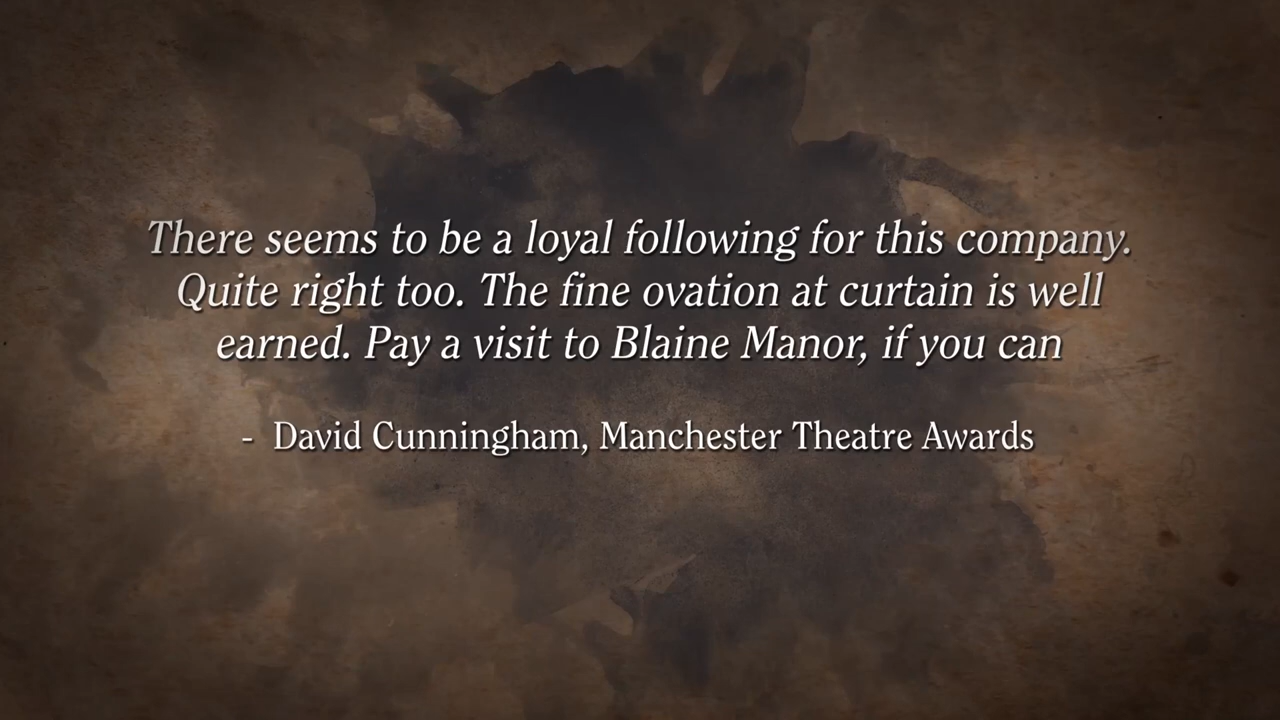 There seems to be a loyal following for this company.
Quite right too. The fine ovation at curtain is well
earned. Pay a visit to Blaine Manor, if you can
- David Cunningham, Manchester Theatre Awards